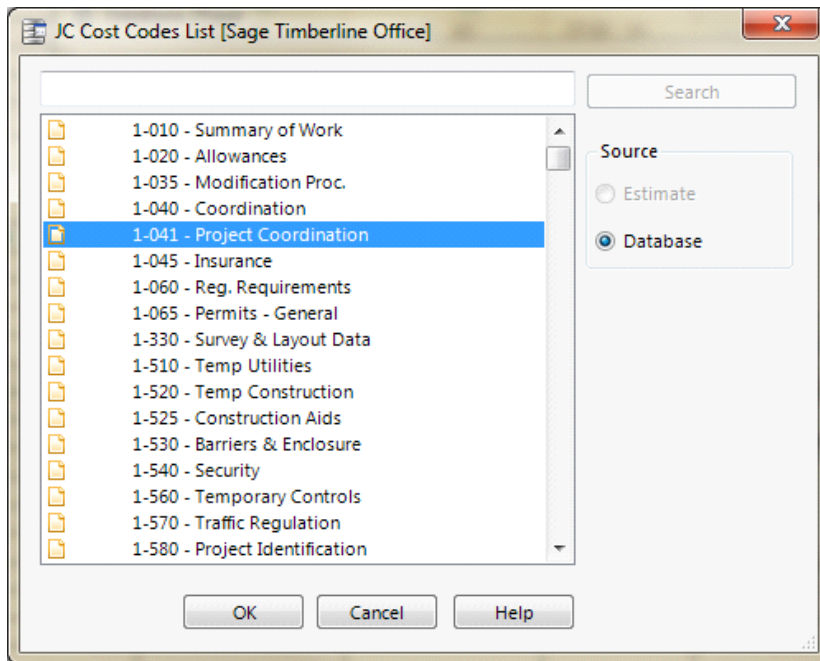 JC Cost Codes List [Sage Timberline Office]
Search
1-010 - Summary of Work
1-020 - Allowances
1-035 - Modification Proc.
1-040 - Coordination
1-041 - Project Coordination
1-045 - Insurance
1-060 - Reg. Requirements
1-065 - Permits - General
1-330 - Survey & Layout Data
1-510 - Temp Utilities
1-520 - Temp Construction
1-525 - Construction Aids
1-530 - Barriers & Enclosure
1-540 - Security
1-560 - Temporary Controls
1-570 - Traffic Regulation
1-580 - Project Identification
Source
Estimate
Database
OK Cancel Help